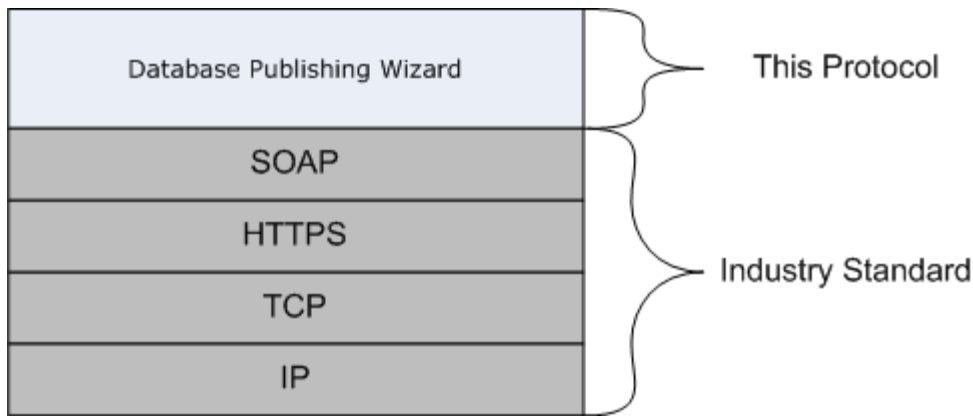 Database Publishing Wizard
This Protocol
SOAP
HTTPS
TCP
IP
Industry Standard